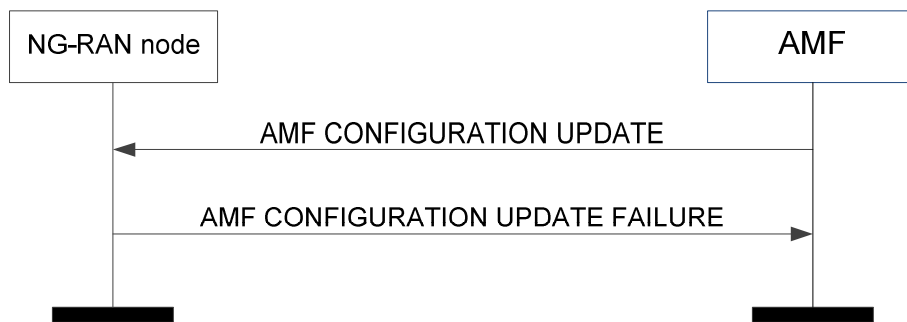 NG-RAN node
AMF
AMF CONFIGURATION UPDATE
AMF CONFIGURATION UPDATE FAILURE